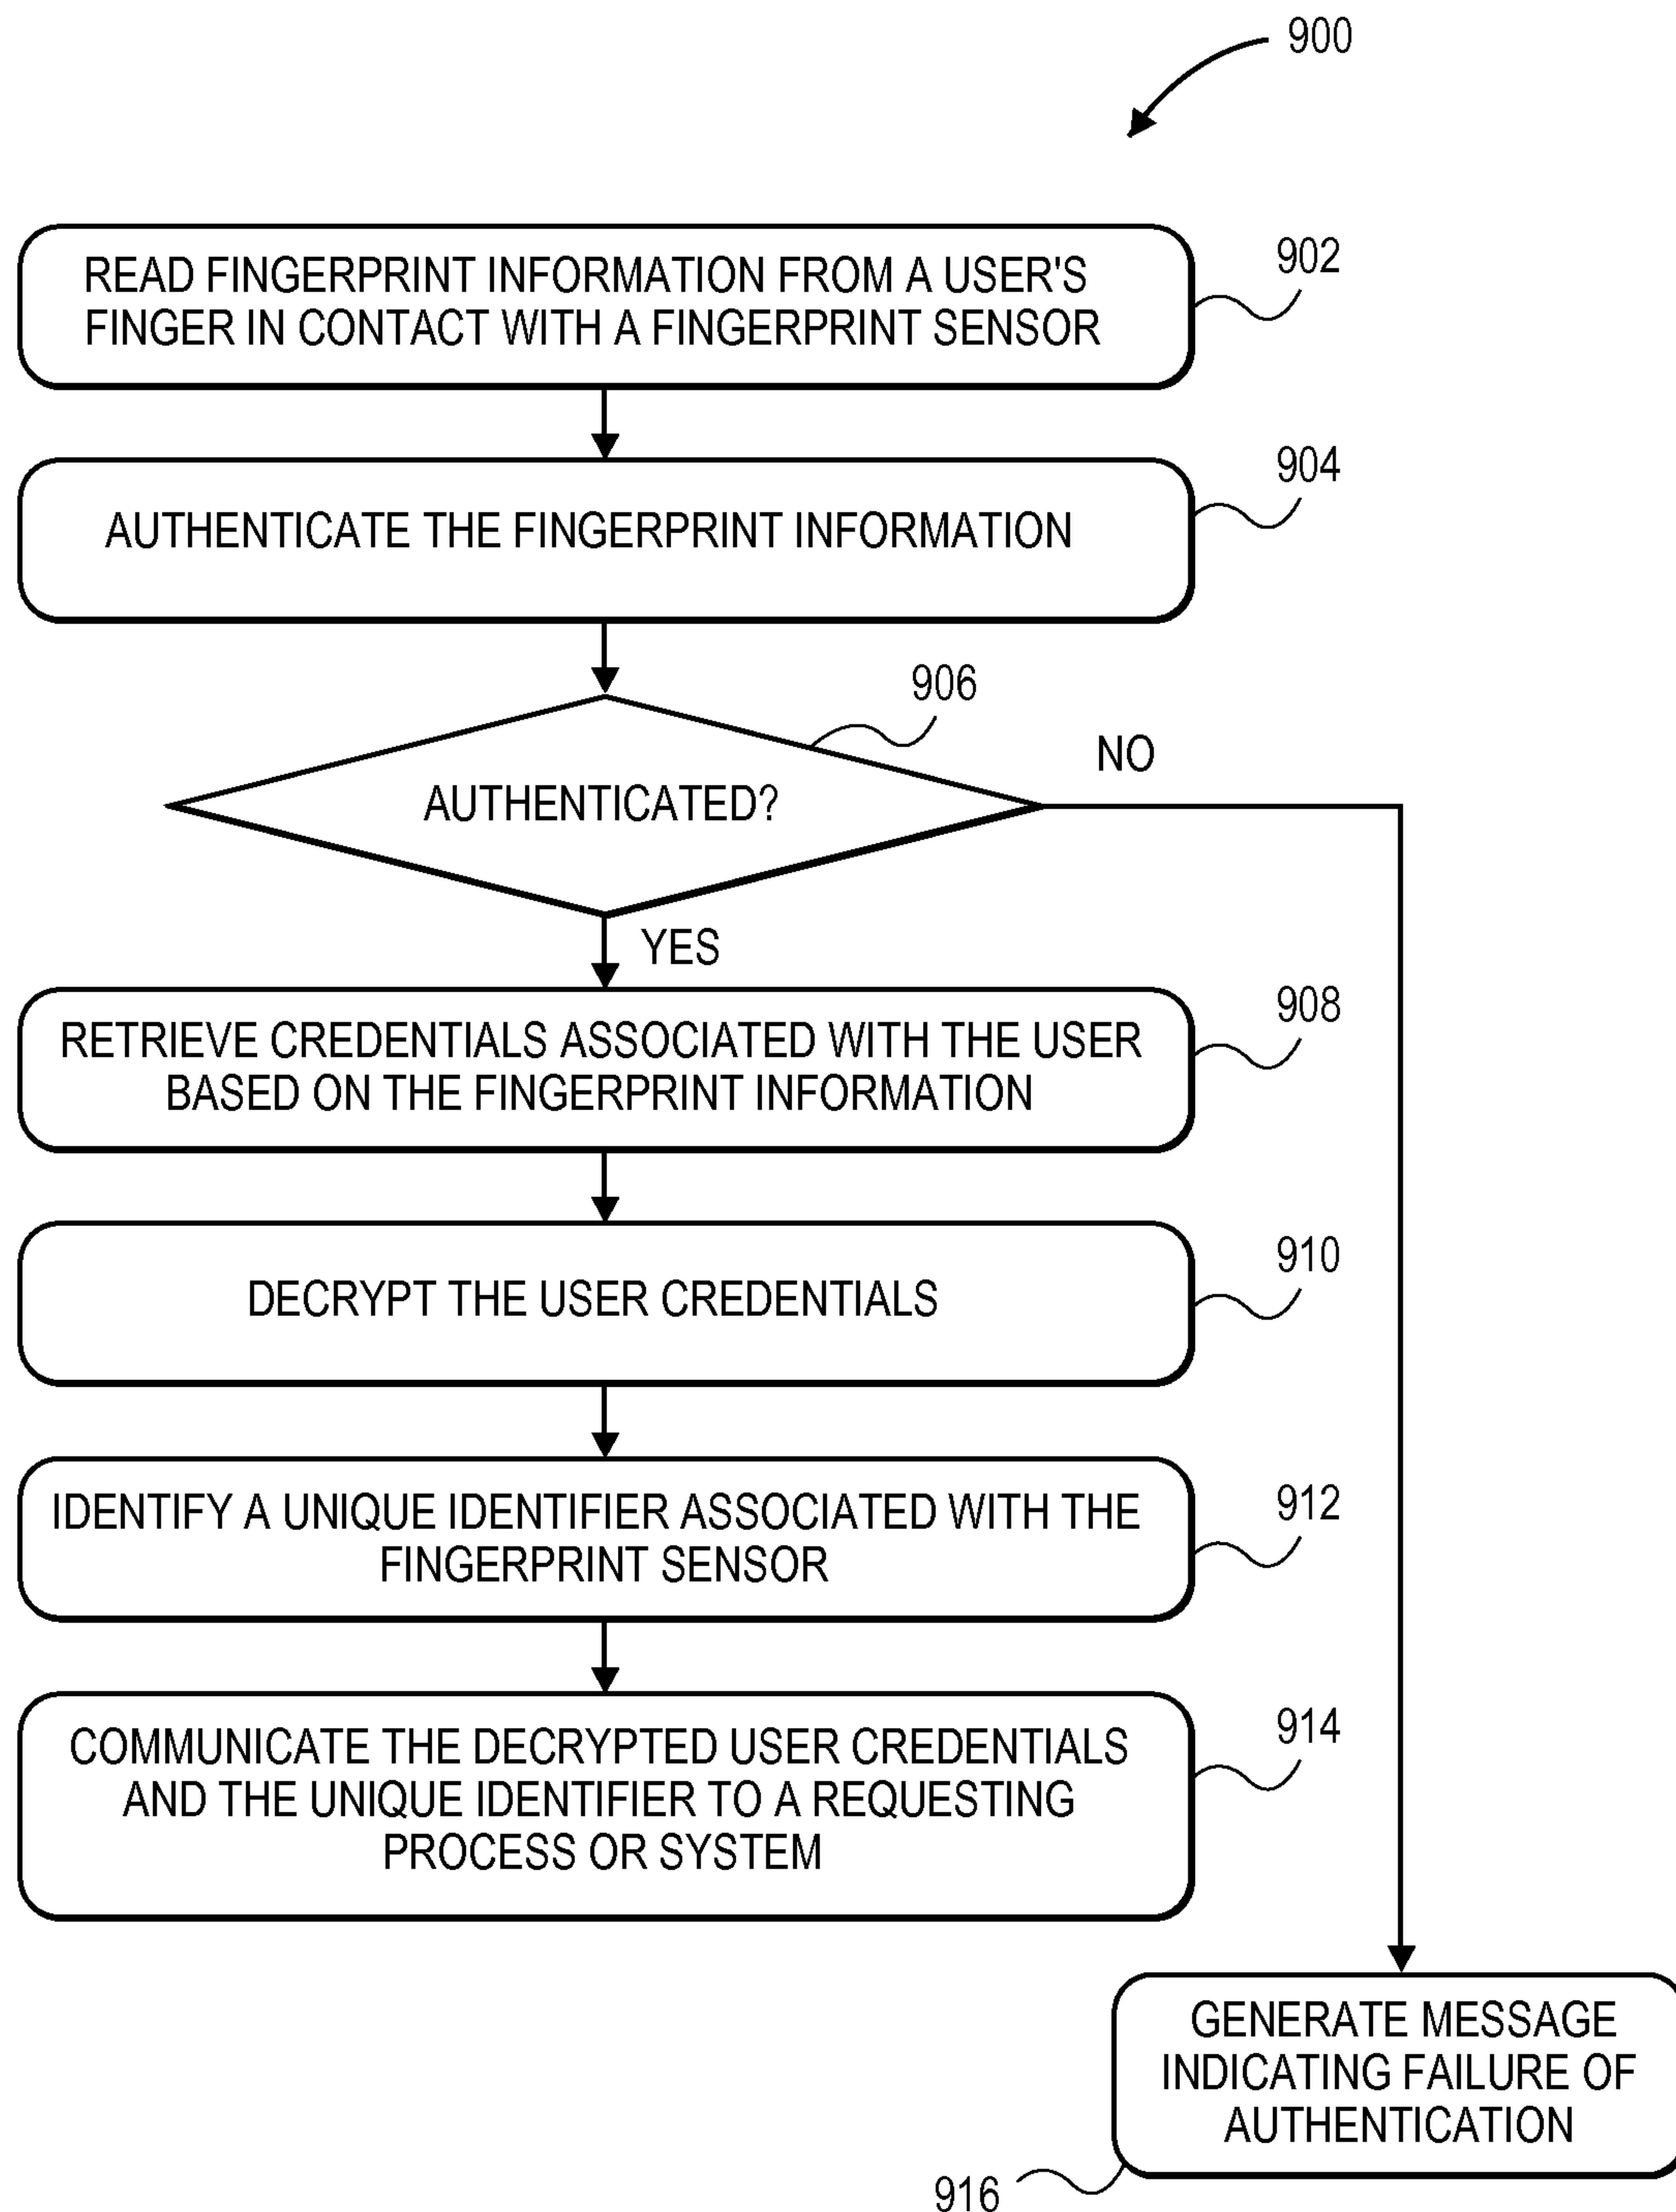 900
READ FINGERPRINT INFORMATION FROM A USER'S
FINGER IN CONTACT WITH A FINGERPRINT SENSOR
902
AUTHENTICATE THE FINGERPRINT INFORMATION
904
AUTHENTICATED?
906
NO
YES
RETRIEVE CREDENTIALS ASSOCIATED WITH THE USER
BASED ON THE FINGERPRINT INFORMATION
908
DECRYPT THE USER CREDENTIALS
910
IDENTIFY A UNIQUE IDENTIFIER ASSOCIATED WITH THE
FINGERPRINT SENSOR
912
COMMUNICATE THE DECRYPTED USER CREDENTIALS
AND THE UNIQUE IDENTIFIER TO A REQUESTING
PROCESS OR SYSTEM
914
GENERATE MESSAGE
INDICATING FAILURE OF
AUTHENTICATION
916